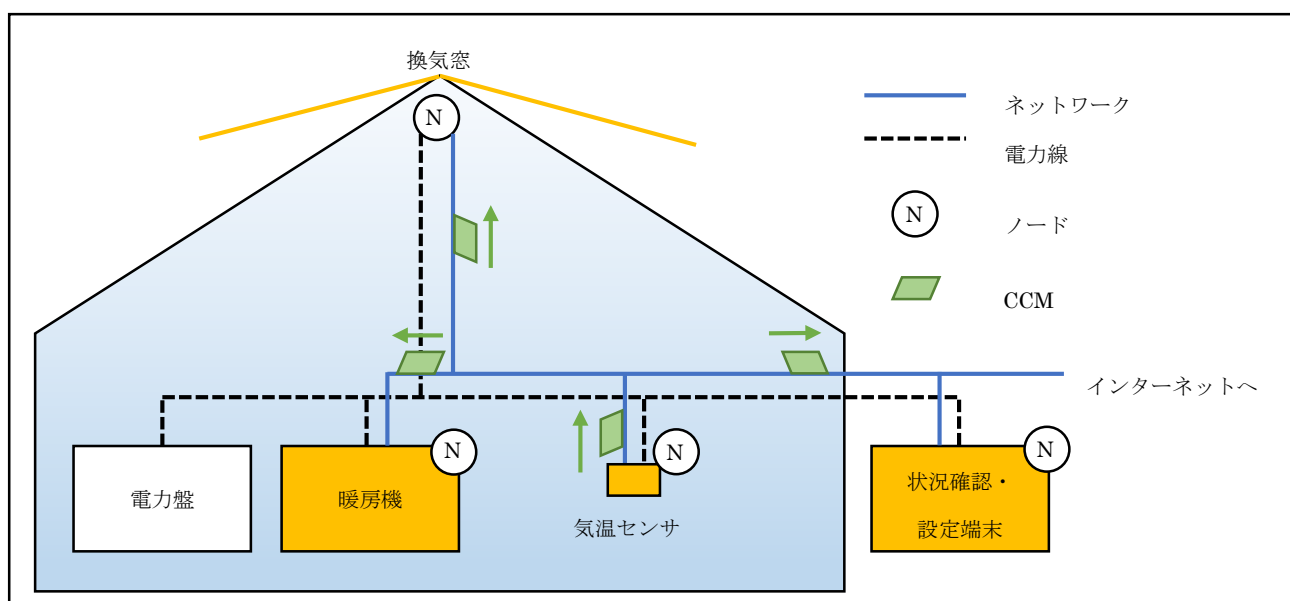 換気窓
N
ネットワーク
電力線
N
ノード
CCM
インターネットへ
N
N
N
電力盤
暖房機
気温センサ
状況確認・
設定端末